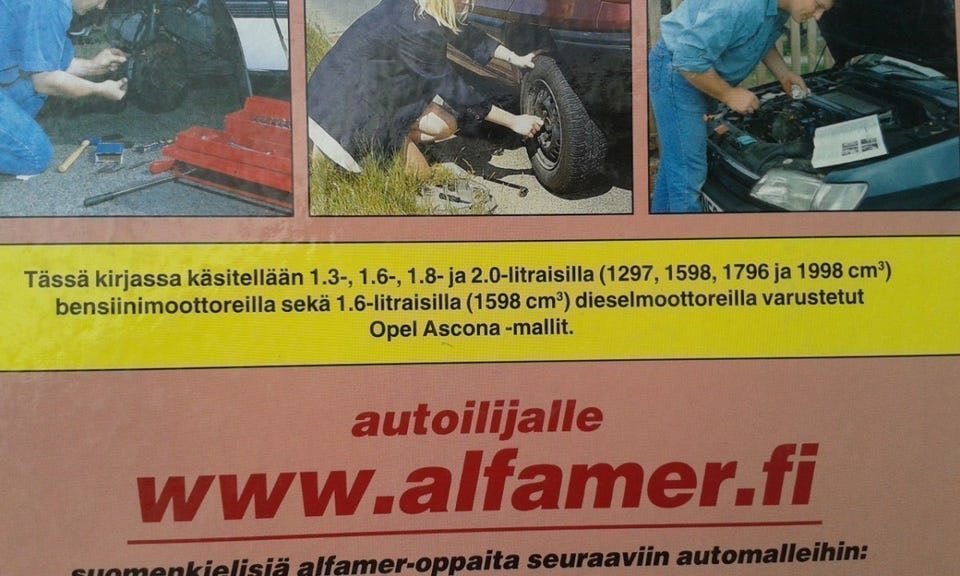 Tässä kirjassa käsitellään 1.3-, 1.6-, 1.8- ja 2.0-litraisilla (1297, 1598, 1796 ja 1998 cm³)
bensiinimoottoreilla sekä 1.6-litraisilla (1598 cm³) dieselmoottoreilla varustetut
Opel Ascona -mallit.
autoilijalle
www.alfamer.fi
suomenkielisiä alfamer-oppaita seuraaviin automalleihin: